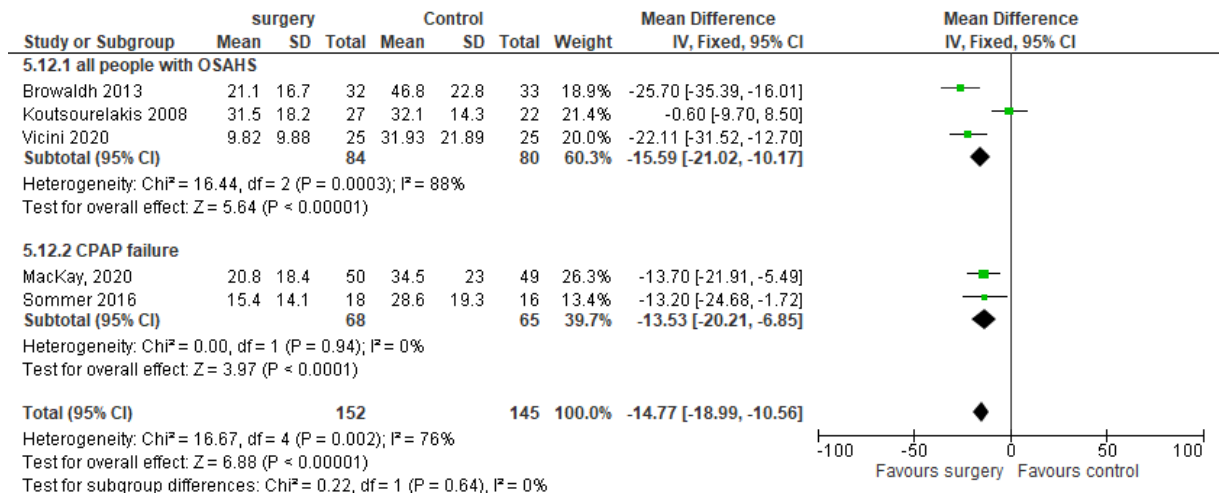 surgery Control Mean Difference Mean Difference
Study or Subgroup Mean SD Total Mean SD Total Weight IV, Fixed, 95% CI IV, Fixed, 95% CI
5.12.1 all people with OSAHS
Browaldh 2013 21.1 16.7 32 46.8 22.8 33 18.9% -25.70 [-35.39, -16.01]
Koutsourelakis 2008 31.5 18.2 27 32.1 14.3 22 21.4% -0.60 [-9.70, 8.50]
Vicini 2020 9.82 9.88 25 31.93 21.89 25 20.0% -22.11 [-31.52, -12.70]
Subtotal (95% CI) 84 80 60.3% -15.59 [-21.02, -10.17]
Heterogeneity: Chi² = 16.44, df = 2 (P = 0.0003); I² = 88%
Test for overall effect: Z = 5.64 (P < 0.00001)
5.12.2 CPAP failure
MacKay, 2020 20.8 18.4 50 34.5 23 49 26.3% -13.70 [-21.91, -5.49]
Sommer 2016 15.4 14.1 18 28.6 19.3 16 13.4% -13.20 [-24.68, -1.72]
Subtotal (95% CI) 68 65 39.7% -13.53 [-20.21, -6.85]
Heterogeneity: Chi² = 0.00, df = 1 (P = 0.94); I² = 0%
Test for overall effect: Z = 3.97 (P < 0.0001)
Total (95% CI) 152 145 100.0% -14.77 [-18.99, -10.56]
Heterogeneity: Chi² = 16.67, df = 4 (P = 0.002); I² = 76%
Test for overall effect: Z = 6.88 (P < 0.00001)
Test for subgroup differences: Chi² = 0.22, df = 1 (P = 0.64), I² = 0%
-100 -50 0 50 100
Favours surgery Favours control